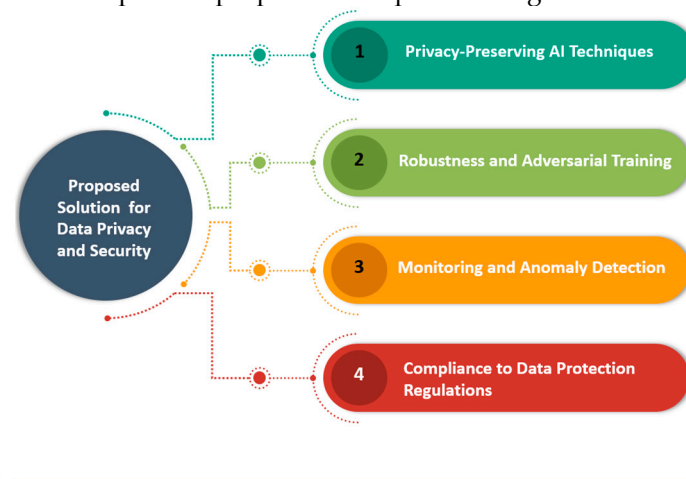 Proposed
Solution for
Data Privacy
and Security
1
Privacy-Preserving AI Techniques
2
Robustness and Adversarial Training
3
Monitoring and Anomaly Detection
4
Compliance to Data Protection
Regulations